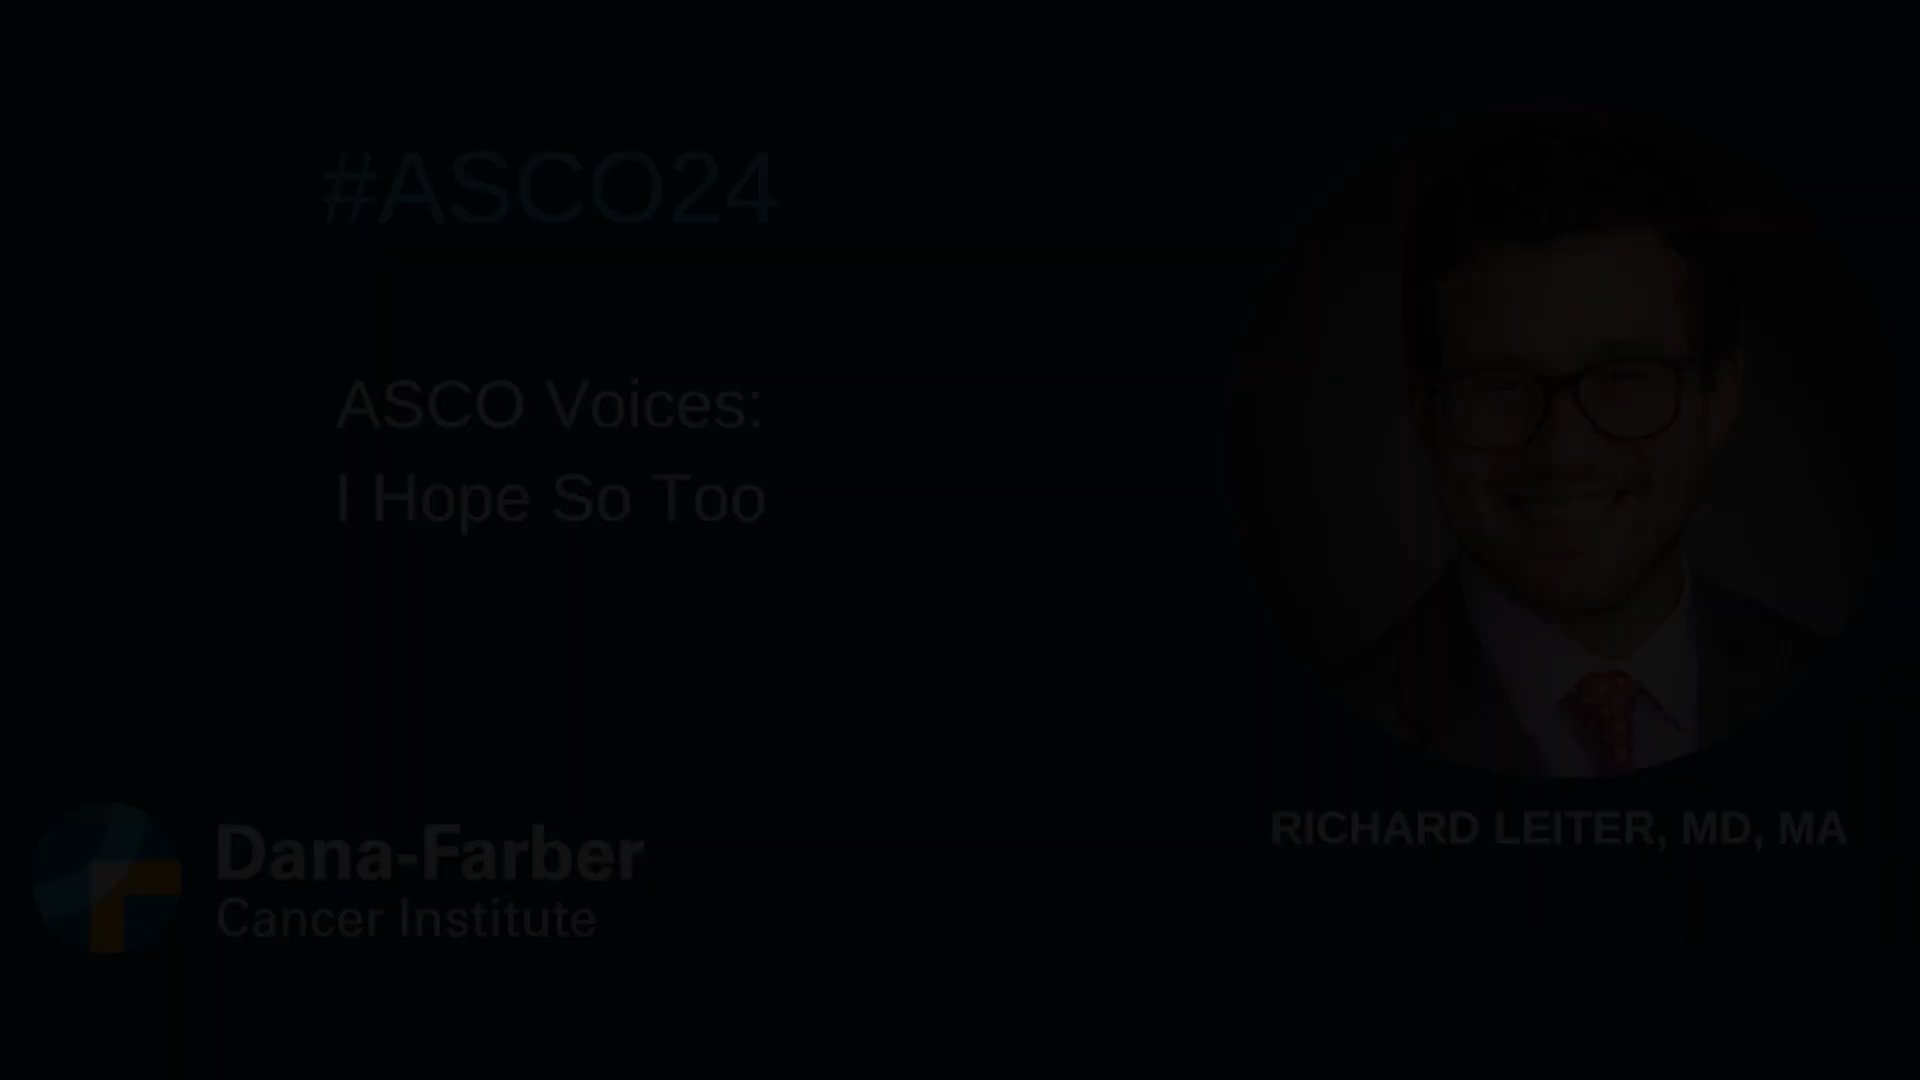 #ASCO24
ASCO Voices:
I Hope So Too
RICHARD LEITER, MD, MA
Dana-Farber
Cancer Institute